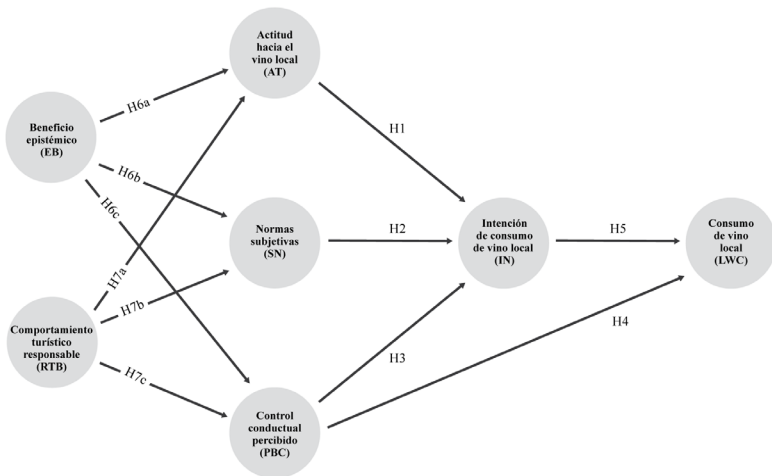 Actitud
hacia el
vino local
(AT)
H6a
Beneficio
epistémico
(EB)
H1
H6b
H6c
Normas
subjetivas
(SN)
H2
Intención
de consumo
de vino local
(IN)
H5
Consumo
de vino
local
(LWC)
H7a
H7b
Comportamiento
turístico
responsable
(RTB)
H3
H4
H7c
Control
conductual
percibido
(PBC)